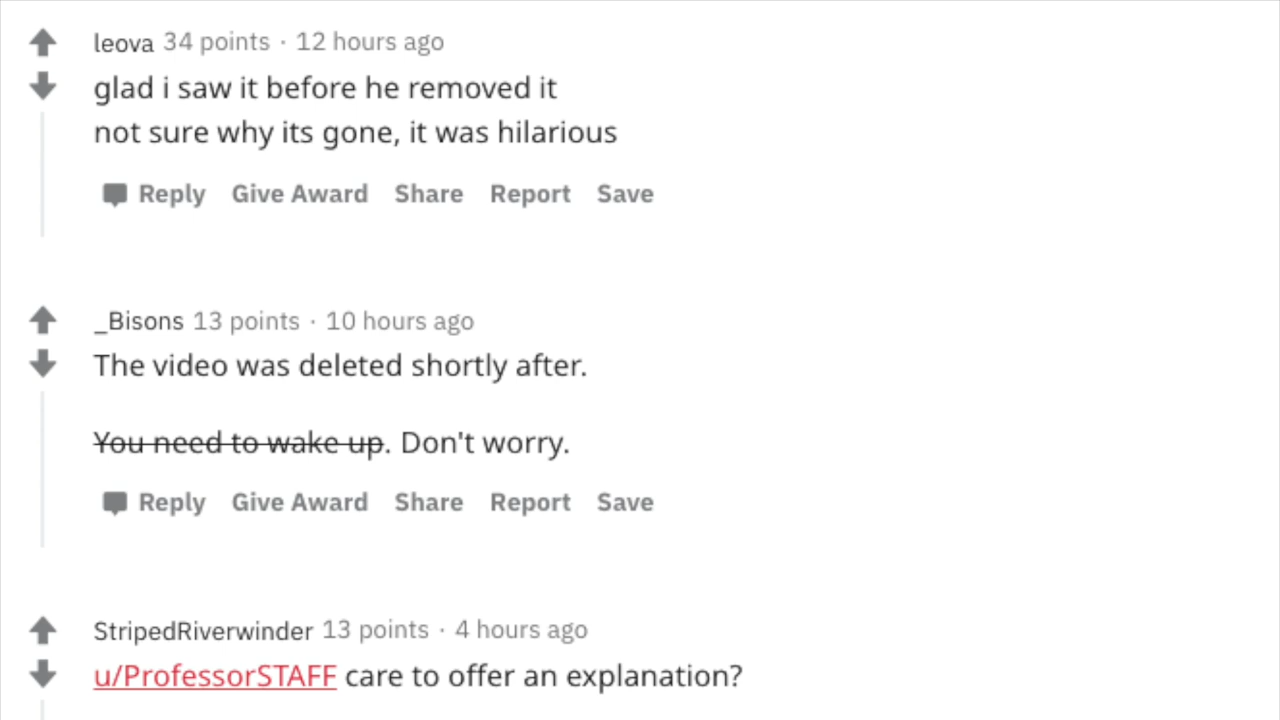 leova 34 points · 12 hours ago
glad i saw it before he removed it
not sure why its gone, it was hilarious
Reply Give Award Share Report Save
_Bisons 13 points · 10 hours ago
The video was deleted shortly after.
You need to wake up. Don't worry.
Reply Give Award Share Report Save
StripedRiverwinder 13 points · 4 hours ago
u/ProfessorSTAFF care to offer an explanation?